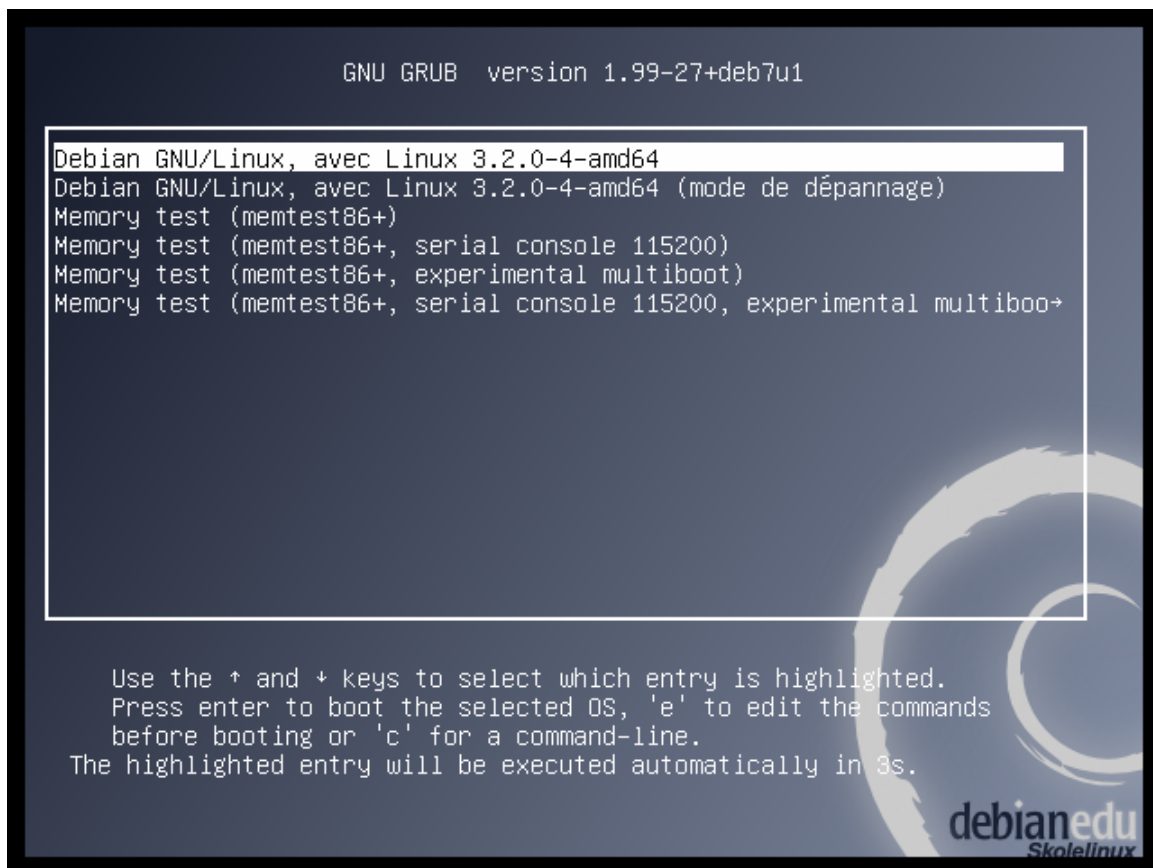 GNU GRUB  version 1.99-27+deb7u1
Debian GNU/Linux, avec Linux 3.2.0-4-amd64
Debian GNU/Linux, avec Linux 3.2.0-4-amd64 (mode de dépannage)
Memory test (memtest86+)
Memory test (memtest86+, serial console 115200)
Memory test (memtest86+, experimental multiboot)
Memory test (memtest86+, serial console 115200, experimental multiboo→
Use the ↑ and ↓ keys to select which entry is highlighted.
Press enter to boot the selected OS, 'e' to edit the commands
before booting or 'c' for a command-line.
The highlighted entry will be executed automatically in 3s.
debianedu
Skolelinux